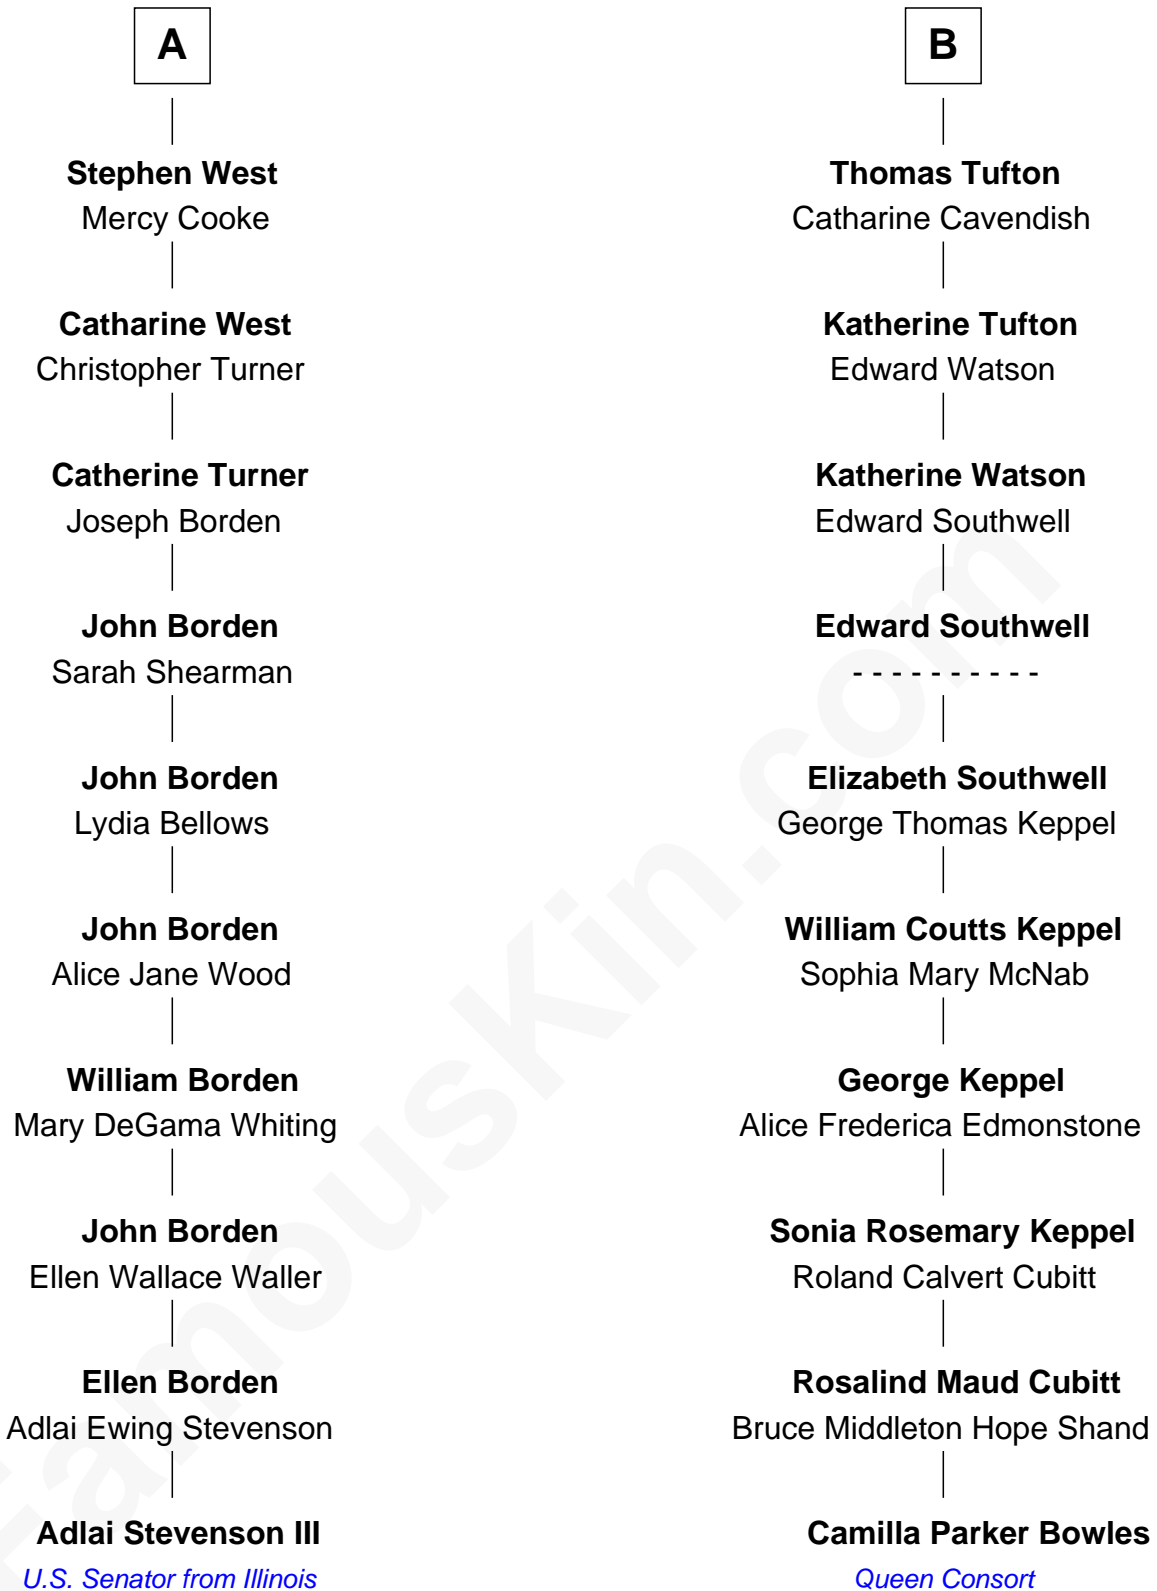 A
Stephen West
Mercy Cooke
Catharine West
Christopher Turner
Catherine Turner
Joseph Borden
John Borden
Sarah Shearman
John Borden
Lydia Bellows
John Borden
Alice Jane Wood
William Borden
Mary DeGama Whiting
John Borden
Ellen Wallace Waller
Ellen Borden
Adlai Ewing Stevenson
Adlai Stevenson III
U.S. Senator from Illinois
B
Thomas Tufton
Catharine Cavendish
Katherine Tufton
Edward Watson
Katherine Watson
Edward Southwell
Edward Southwell
- - - - - - - - - -
Elizabeth Southwell
George Thomas Keppel
William Coutts Keppel
Sophia Mary McNab
George Keppel
Alice Frederica Edmonstone
Sonia Rosemary Keppel
Roland Calvert Cubitt
Rosalind Maud Cubitt
Bruce Middleton Hope Shand
Camilla Parker Bowles
Queen Consort
FamousKin.com